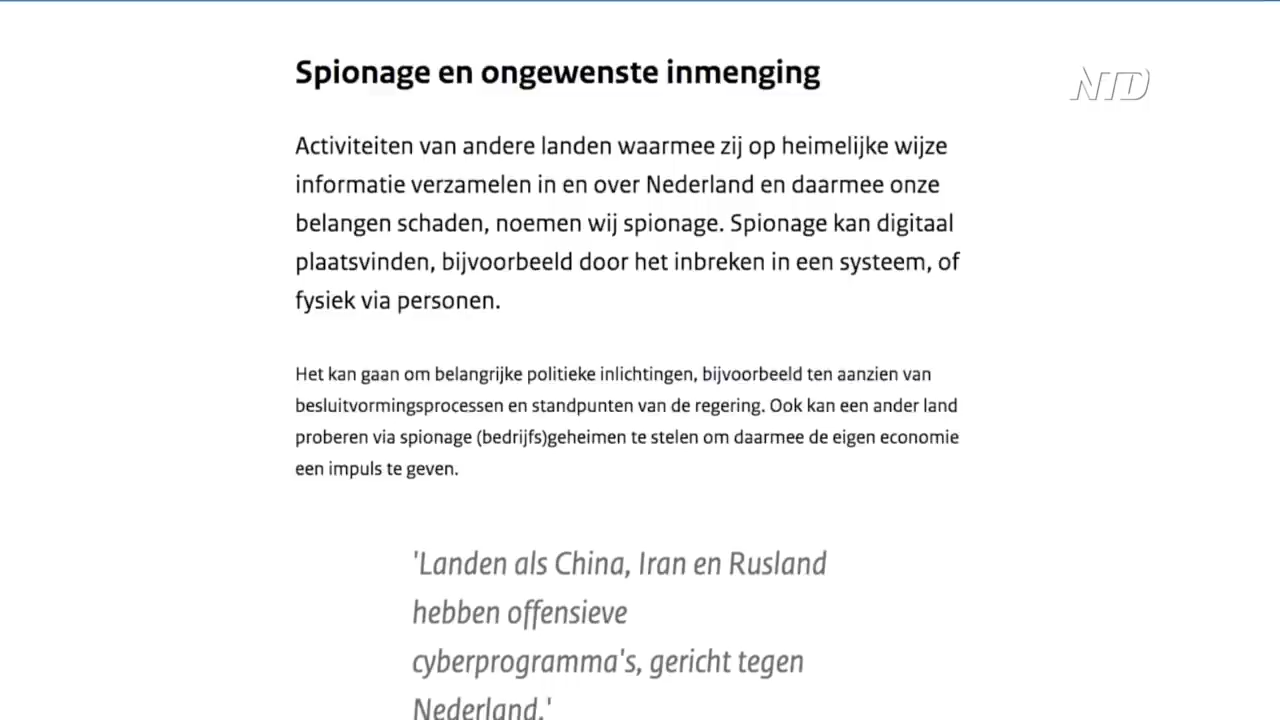 Spionage en ongewenste inmenging
NTD
Activiteiten van andere landen waarmee zij op heimelijke wijze
informatie verzamelen in en over Nederland en daarmee onze
belangen schaden, noemen wij spionage. Spionage kan digitaal
plaatsvinden, bijvoorbeeld door het inbreken in een systeem, of
fysiek via personen.
Het kan gaan om belangrijke politieke inlichtingen, bijvoorbeeld ten aanzien van
besluitvormingsprocessen en standpunten van de regering. Ook kan een ander land
proberen via spionage (bedrijfs)geheimen te stelen om daarmee de eigen economie
een impuls te geven.
'Landen als China, Iran en Rusland
hebben offensieve
cyberprogramma's, gericht tegen
Nederland.'